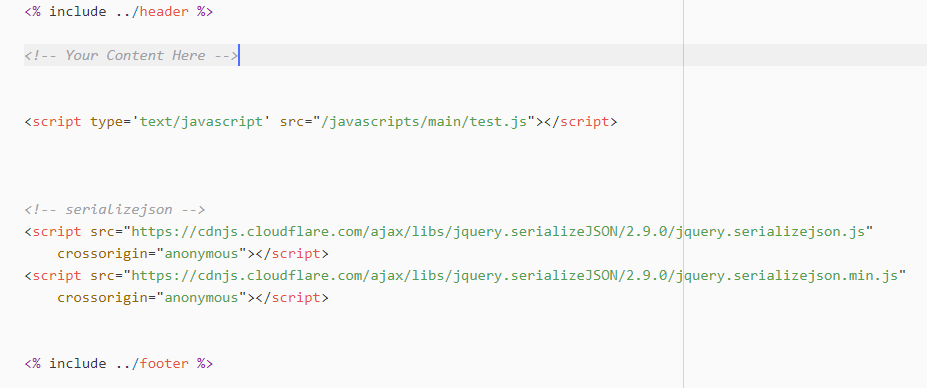 <% include ../header %>
<!-- Your Content Here -->
<script type='text/javascript' src="/javascripts/main/test.js"></script>
<!-- serializejson -->
<script src="https://cdnjs.cloudflare.com/ajax/libs/jquery.serializeJSON/2.9.0/jquery.serializejson.js"
crossorigin="anonymous"></script>
<script src="https://cdnjs.cloudflare.com/ajax/libs/jquery.serializeJSON/2.9.0/jquery.serializejson.min.js"
crossorigin="anonymous"></script>
<% include ../footer %>